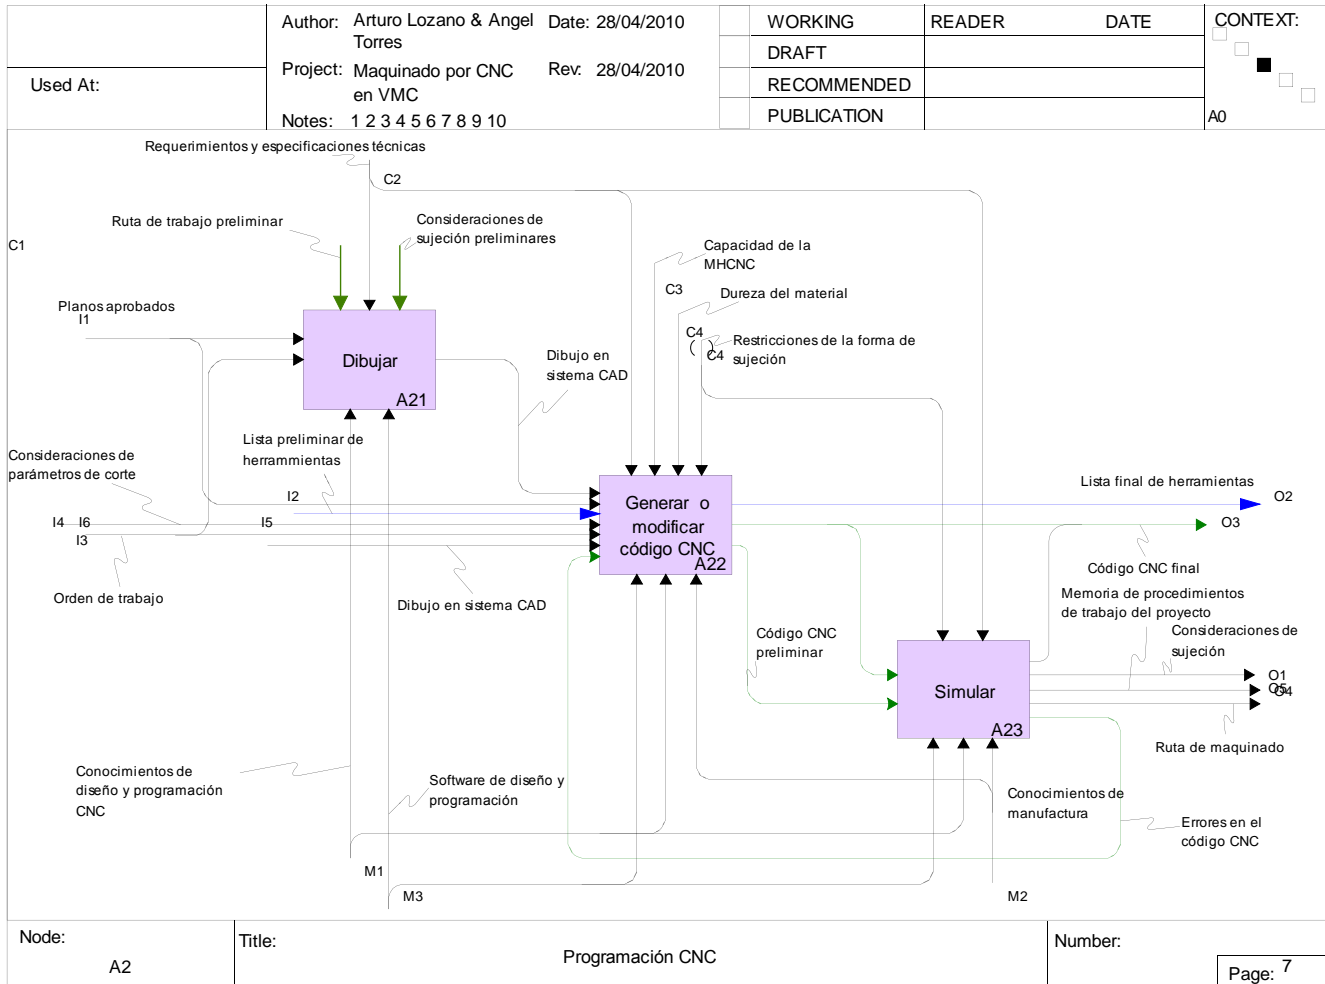 Used At:
Author: Arturo Lozano & Angel
Torres
Date: 28/04/2010
Project: Maquinado por CNC
en VMC
Rev: 28/04/2010
Notes: 1 2 3 4 5 6 7 8 9 10
WORKING
DRAFT
RECOMMENDED
PUBLICATION
READER DATE
CONTEXT:
A0
Requerimientos y especificaciones técnicas
C2
Ruta de trabajo preliminar
Consideraciones de
sujeción preliminares
C1
Capacidad de la
MHCNC
C3
Dureza del material
Planos aprobados
I1
C4
C4
Restricciones de la forma de
sujeción
Dibujar
A21
Dibujo en
sistema CAD
Lista preliminar de
herrammientas
Consideraciones de
parámetros de corte
I2
I4 I6
I5
I3
Generar o
modificar
código CNC
A22
Lista final de herramientas
O2
O3
Orden de trabajo
Dibujo en sistema CAD
Código CNC final
Memoria de procedimientos
de trabajo del proyecto
Código CNC
preliminar
Consideraciones de
sujeción
Simular
A23
O1
O5
O4
Ruta de maquinado
Conocimientos de
diseño y programación
CNC
Software de diseño y
programación
Conocimientos de
manufactura
Errores en el
código CNC
M1
M3
M2
Node:
A2
Title:
Programación CNC
Number:
Page: 7